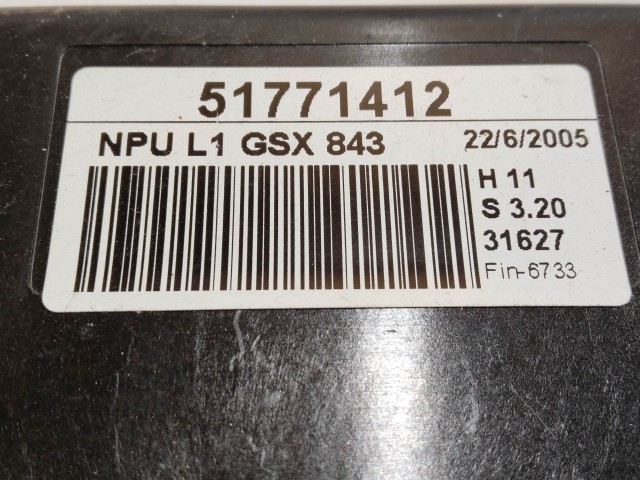 51771412
NPU L1 GSX 843 22/6/2005
H 11
S 3.20
31627
Fin-6733